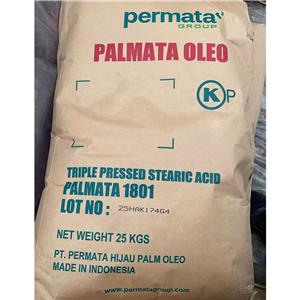 permata
GROUP
PALMATA OLEO
K P
TRIPLE PRESSED STEARIC ACID
PALMATA 1801
LOT NO : 25HAK174G4
NET WEIGHT 25 KGS
PT. PERMATA HIJAU PALM OLEO
MADE IN INDONESIA
www.permatagroup.com